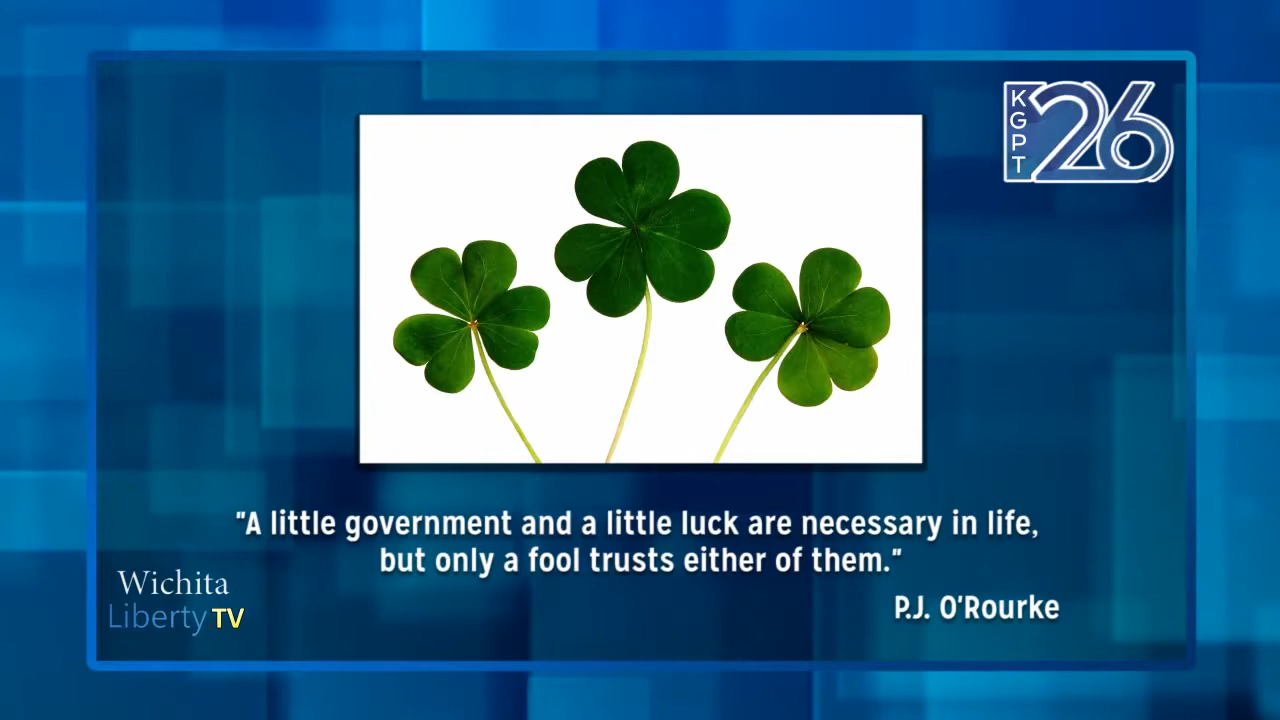 KGPT 26
"A little government and a little luck are necessary in life,
but only a fool trusts either of them."
P.J. O'Rourke
Wichita
Liberty TV